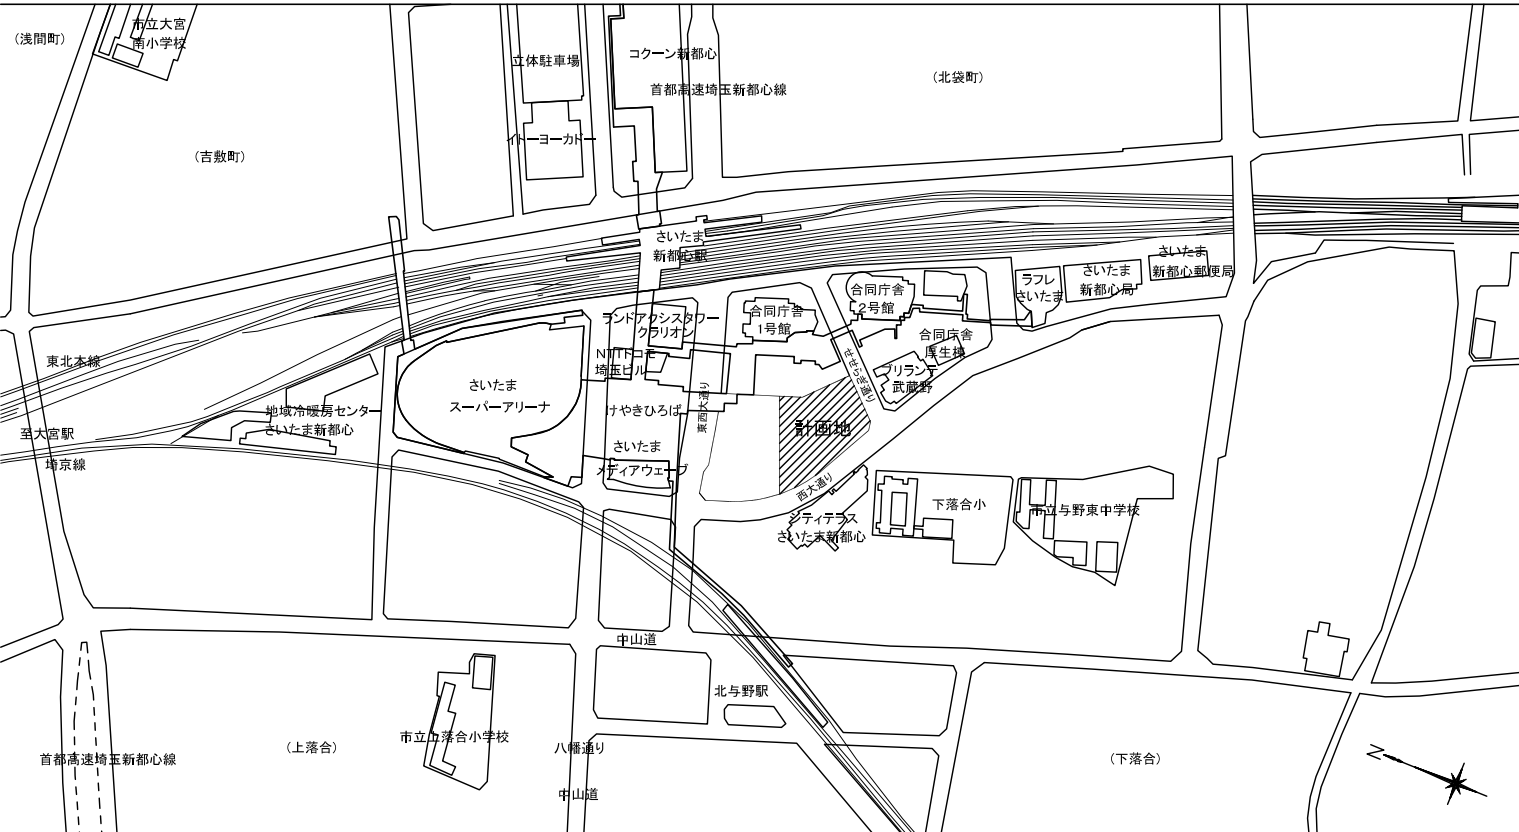 (浅間町)
市立大宮
南小学校
立体駐車場
コクーン新都心
首都高速埼玉新都心線
(北袋町)
イトーヨーカドー
(吉敷町)
さいたま
新都心駅
ラフレ
さいたま
さいたま
新都心局
さいたま
新都心郵便局
合同庁舎
2号館
合同庁舎
1号館
ランドアクシスタワー
クラリオン
合同庁舎
厚生棟
NTTドコモ
埼玉ビル
ブリランテ
武蔵野
東北本線
さいたま
スーパーアリーナ
けやきひろば
東西大通り
地域冷暖房センター
さいたま新都心
計画地
至大宮駅
埼京線
さいたま
メディアウェーブ
西大通り
シティテラス
さいたま新都心
下落合小
市立与野東中学校
中山道
北与野駅
市立上落合小学校
(上落合)
八幡通り
首都高速埼玉新都心線
(下落合)
中山道
N